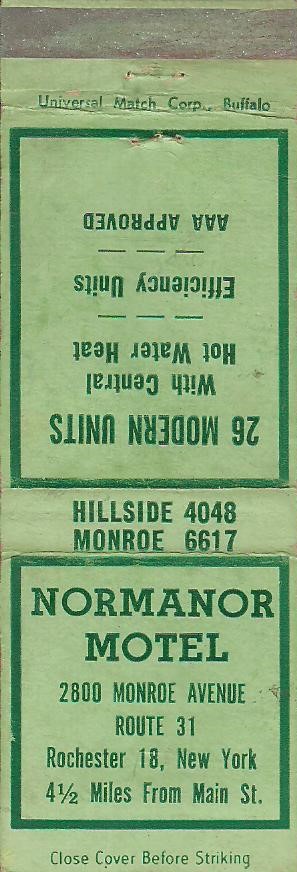 Universal Match Corp., Buffalo
26 MODERN UNITS
With Central
Hot Water Heat
Efficiency Units
AAA APPROVED
HILLSIDE 4048
MONROE 6617
NORMANOR
MOTEL
2800 MONROE AVENUE
ROUTE 31
Rochester 18, New York
4½ Miles From Main St.
Close Cover Before Striking